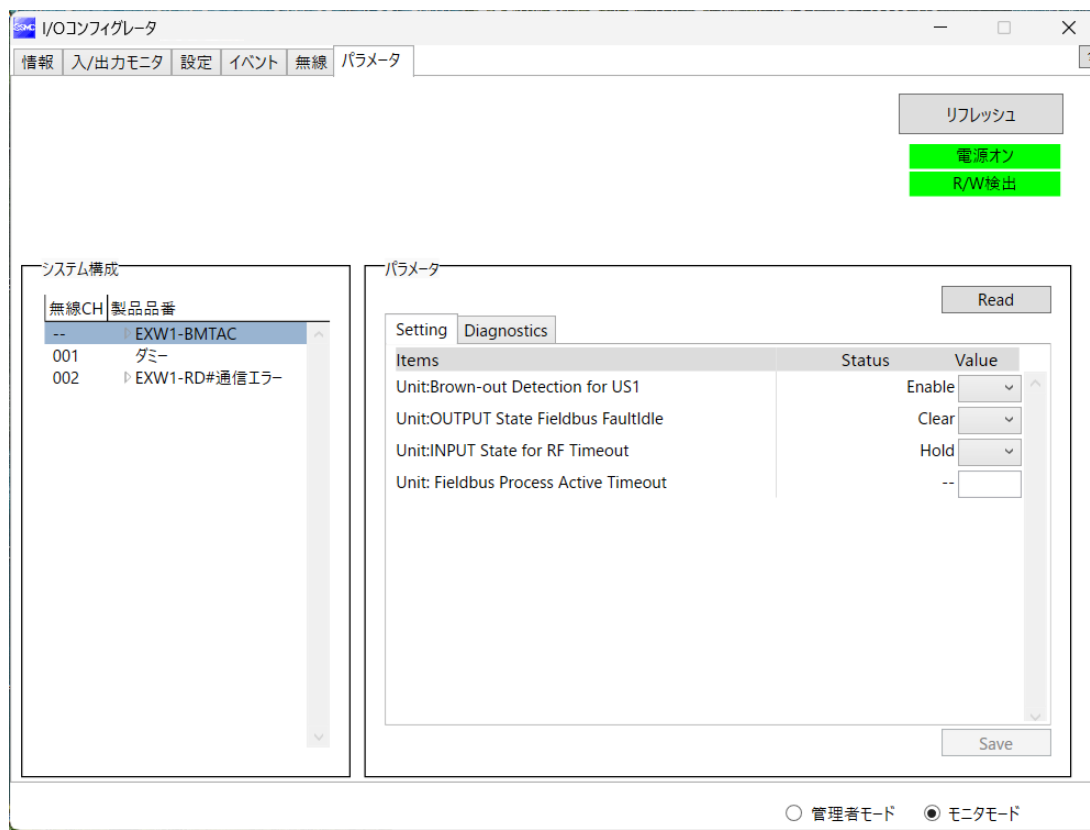 SMC I/Oコンフィグレータ
情報 入/出力モニタ 設定 イベント 無線 パラメータ
リフレッシュ
電源オン
R/W検出
システム構成
無線CH 製品品番
-- EXW1-BMTAC
001 ダミー
002 EXW1-RD#通信エラー
パラメータ
Read
Setting Diagnostics
Items Status Value
Unit:Brown-out Detection for US1 Enable
Unit:OUTPUT State Fieldbus FaultIdle Clear
Unit:INPUT State for RF Timeout Hold
Unit: Fieldbus Process Active Timeout --
Save
管理者モード モニタモード